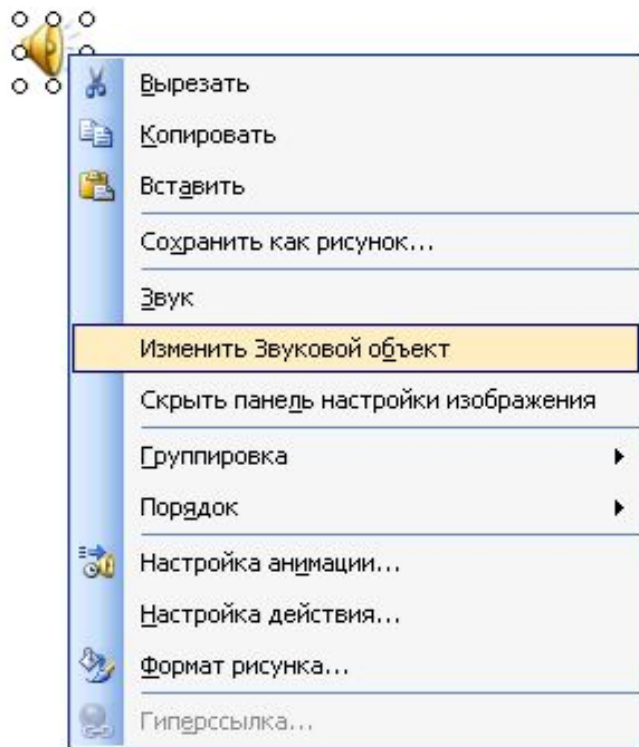 Вырезать
Копировать
Вставить
Сохранить как рисунок...
Звук
Изменить Звуковой объект
Скрыть панель настройки изображения
Группировка
Порядок
Настройка анимации...
Настройка действия...
Формат рисунка...
Гиперссылка...